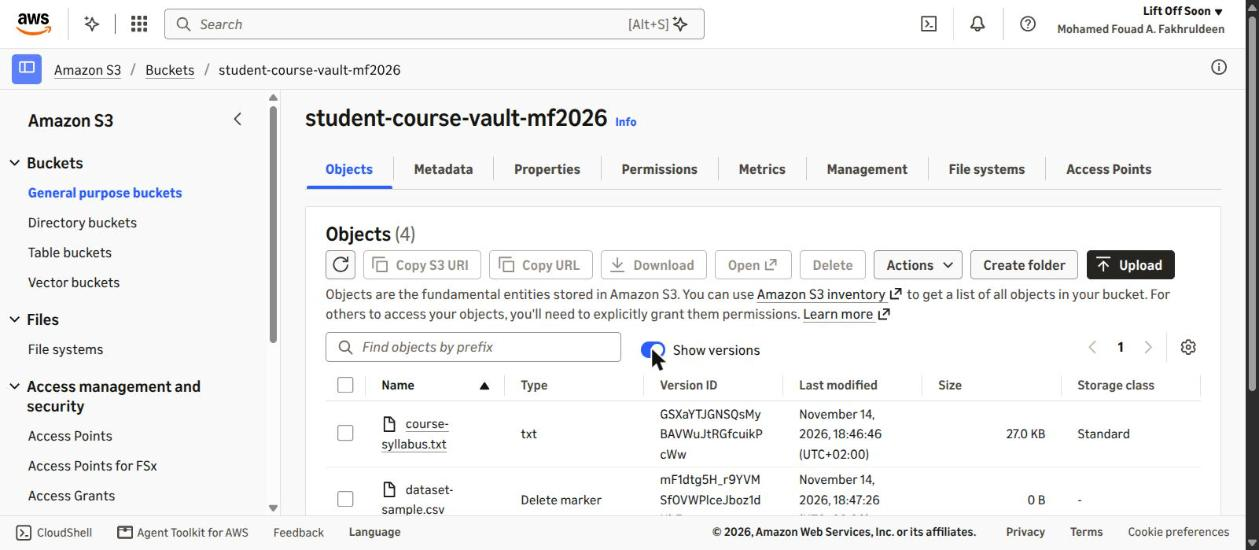 aws
Search
[Alt+S]
Lift Off Soon
Mohamed Fouad A. Fakhruldeen
Amazon S3 / Buckets / student-course-vault-mf2026
Amazon S3
Buckets
General purpose buckets
Directory buckets
Table buckets
Vector buckets
Files
File systems
Access management and
security
Access Points
Access Points for FSx
Access Grants
student-course-vault-mf2026 Info
Objects Metadata Properties Permissions Metrics Management File systems Access Points
Objects (4)
Copy S3 URI Copy URL Download Open Delete Actions Create folder Upload
Objects are the fundamental entities stored in Amazon S3. You can use Amazon S3 inventory to get a list of all objects in your bucket. For
others to access your objects, you'll need to explicitly grant them permissions. Learn more
Find objects by prefix
Show versions
1
Name Type Version ID Last modified Size Storage class
course-
syllabus.txt
txt
GSXaYTJGNSQsMy
BAVWuJtRGfcuikP
cWw
November 14,
2026, 18:46:46
(UTC+02:00)
27.0 KB
Standard
dataset-
sample.csv
Delete marker
mF1dtg5H_r9YVM
November 14,
2026, 18:47:26
0 B
-
CloudShell Agent Toolkit for AWS Feedback Language
© 2026, Amazon Web Services, Inc. or its affiliates. Privacy Terms Cookie preferences